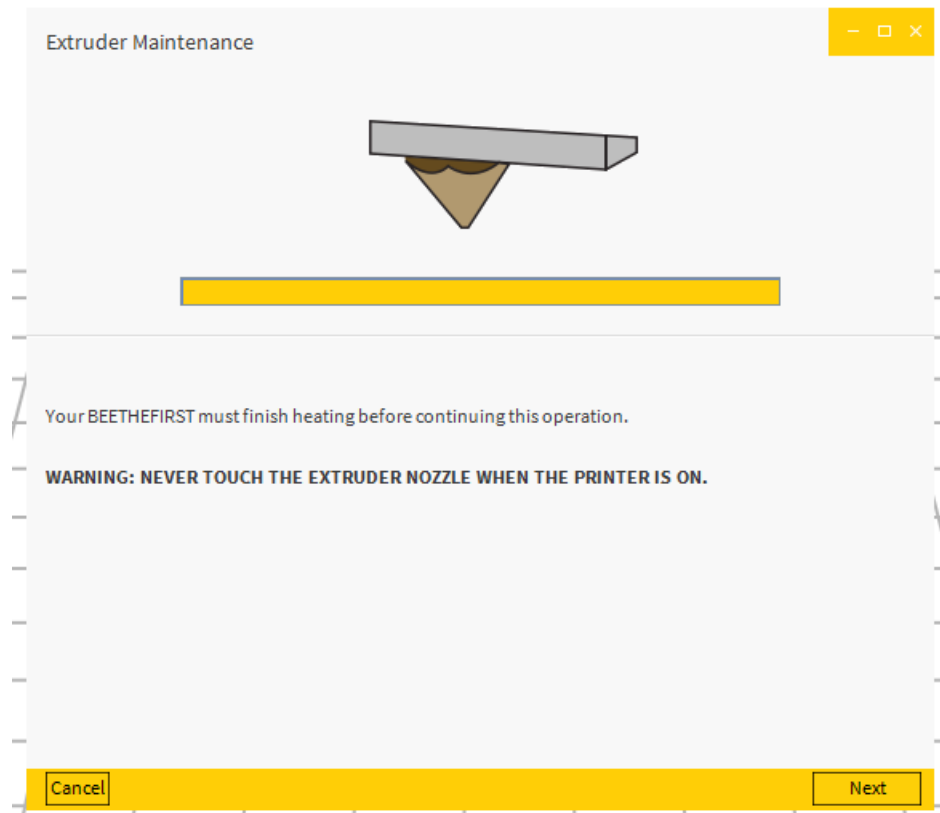 Extruder Maintenance
Your BEETHEFIRST must finish heating before continuing this operation.
WARNING: NEVER TOUCH THE EXTRUDER NOZZLE WHEN THE PRINTER IS ON.
Cancel
Next